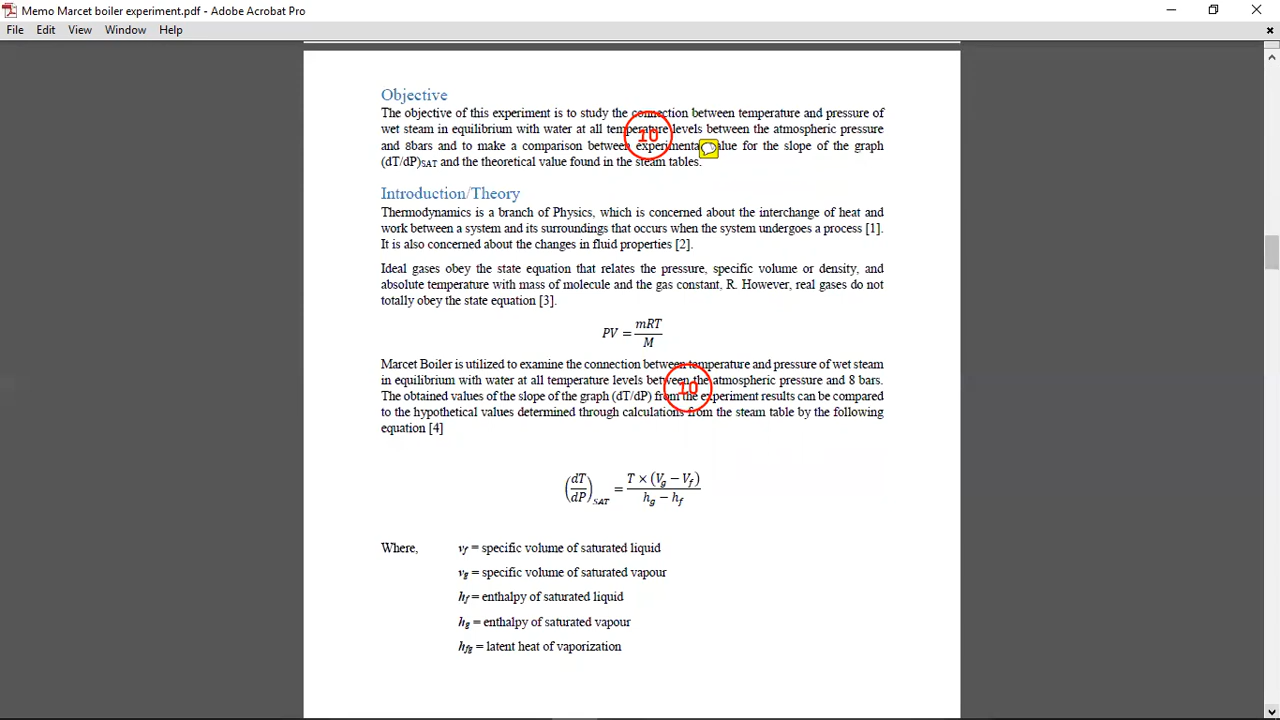 Memo Marcet boiler experiment.pdf - Adobe Acrobat Pro
File Edit View Window Help
Objective
The objective of this experiment is to study the connection between temperature and pressure of
wet steam in equilibrium with water at all temperature levels between the atmospheric pressure
and 8bars and to make a comparison between experimental value for the slope of the graph
(dT/dP)SAT and the theoretical value found in the steam tables.
10
Introduction/Theory
Thermodynamics is a branch of Physics, which is concerned about the interchange of heat and
work between a system and its surroundings that occurs when the system undergoes a process [1].
It is also concerned about the changes in fluid properties [2].
Ideal gases obey the state equation that relates the pressure, specific volume or density, and
absolute temperature with mass of molecule and the gas constant, R. However, real gases do not
totally obey the state equation [3].
PV = mRT / M
Marcet Boiler is utilized to examine the connection between temperature and pressure of wet steam
in equilibrium with water at all temperature levels between the atmospheric pressure and 8 bars.
The obtained values of the slope of the graph (dT/dP) from the experiment results can be compared
to the hypothetical values determined through calculations from the steam table by the following
equation [4]
10
(dT/dP)SAT = T × (Vg − Vf) / hg − hf
Where, vf = specific volume of saturated liquid
vg = specific volume of saturated vapour
hf = enthalpy of saturated liquid
hg = enthalpy of saturated vapour
hfg = latent heat of vaporization